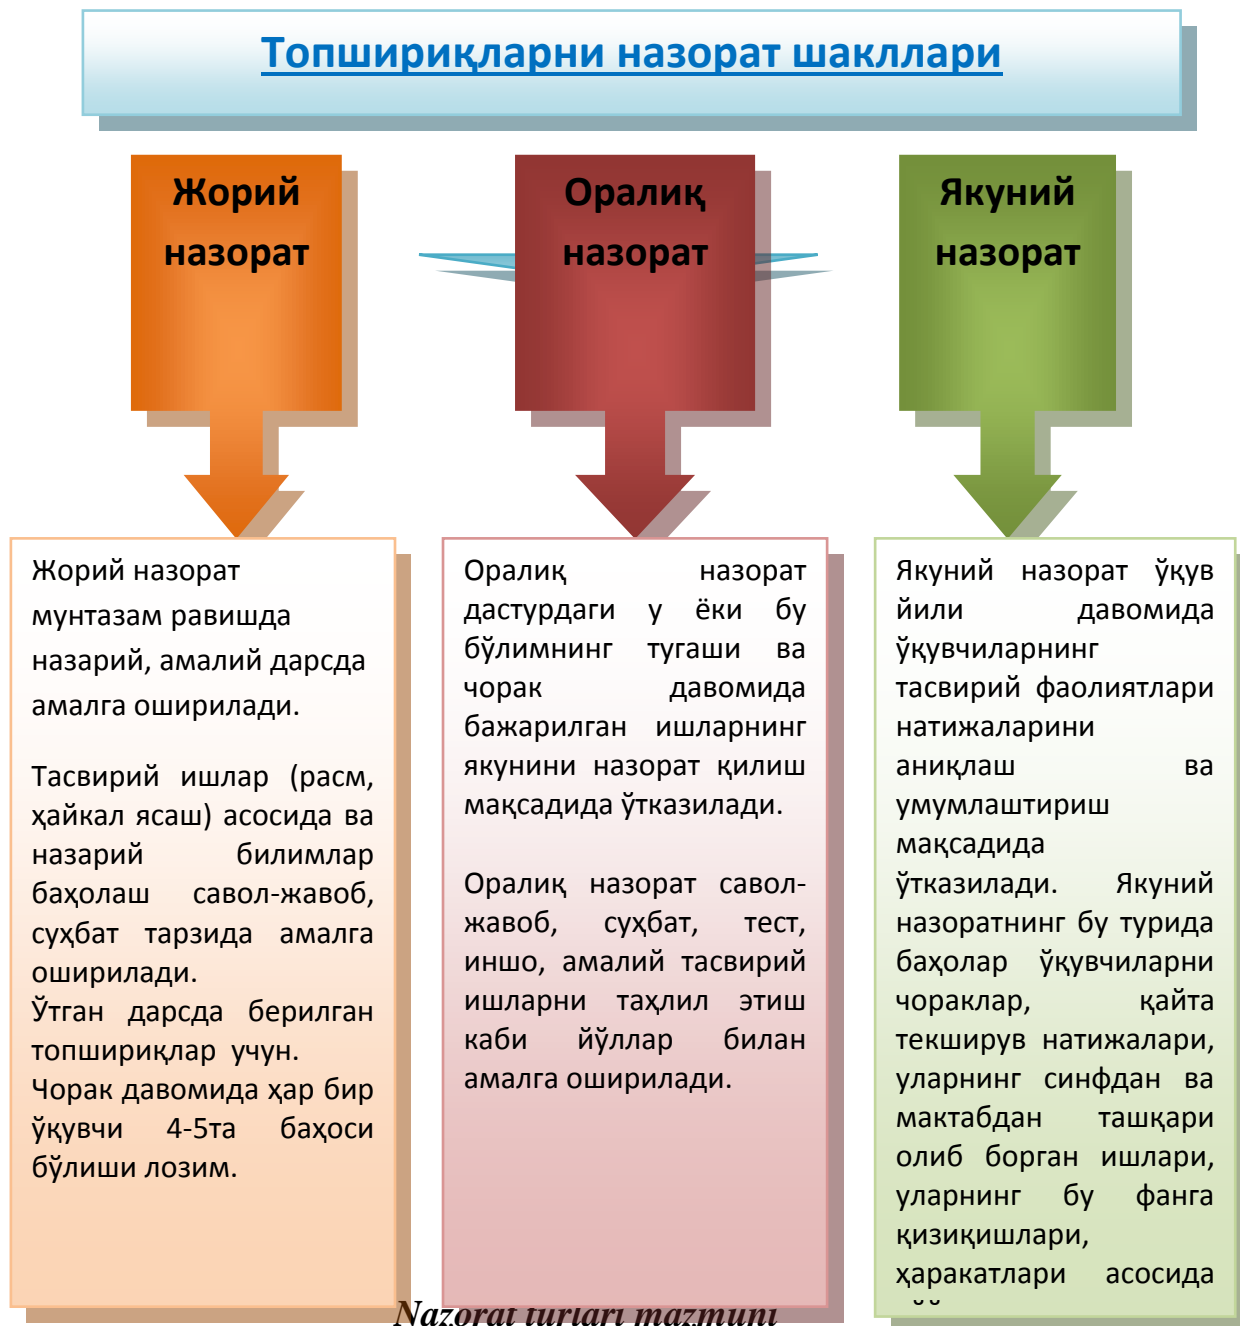 Топшириқларни назорат шакллари
Жорий
назорат
Оралиқ
назорат
Якуний
назорат
Жорий назорат
мунтазам равишда
назарий, амалий дарсда
амалга оширилади.
Тасвирий ишлар (расм,
ҳайкал ясаш) асосида ва
назарий билимлар
баҳолаш савол-жавоб,
суҳбат тарзида амалга
оширилади.
Ўтган дарсда берилган
топшириқлар учун.
Чорак давомида ҳар бир
ўқувчи 4-5та баҳоси
бўлиши лозим.
Оралиқ назорат
дастурдаги у ёки бу
бўлимнинг тугаши ва
чорак давомида
бажарилган ишларнинг
якунини назорат қилиш
мақсадида ўтказилади.
Оралиқ назорат савол-
жавоб, суҳбат, тест,
иншо, амалий тасвирий
ишларни таҳлил этиш
каби йўллар билан
амалга оширилади.
Якуний назорат ўқув
йили давомида
ўқувчиларнинг
тасвирий фаолиятлари
натижаларини
аниқлаш ва
умумлаштириш
мақсадида
ўтказилади. Якуний
назоратнинг бу турида
баҳолар ўқувчиларни
чораклар, қайта
текширув натижалари,
уларнинг синфдан ва
мактабдан ташқари
олиб борган ишлари,
уларнинг бу фанга
қизиқишлари,
ҳаракатлари асосида
Nazorat turlari mazmuni